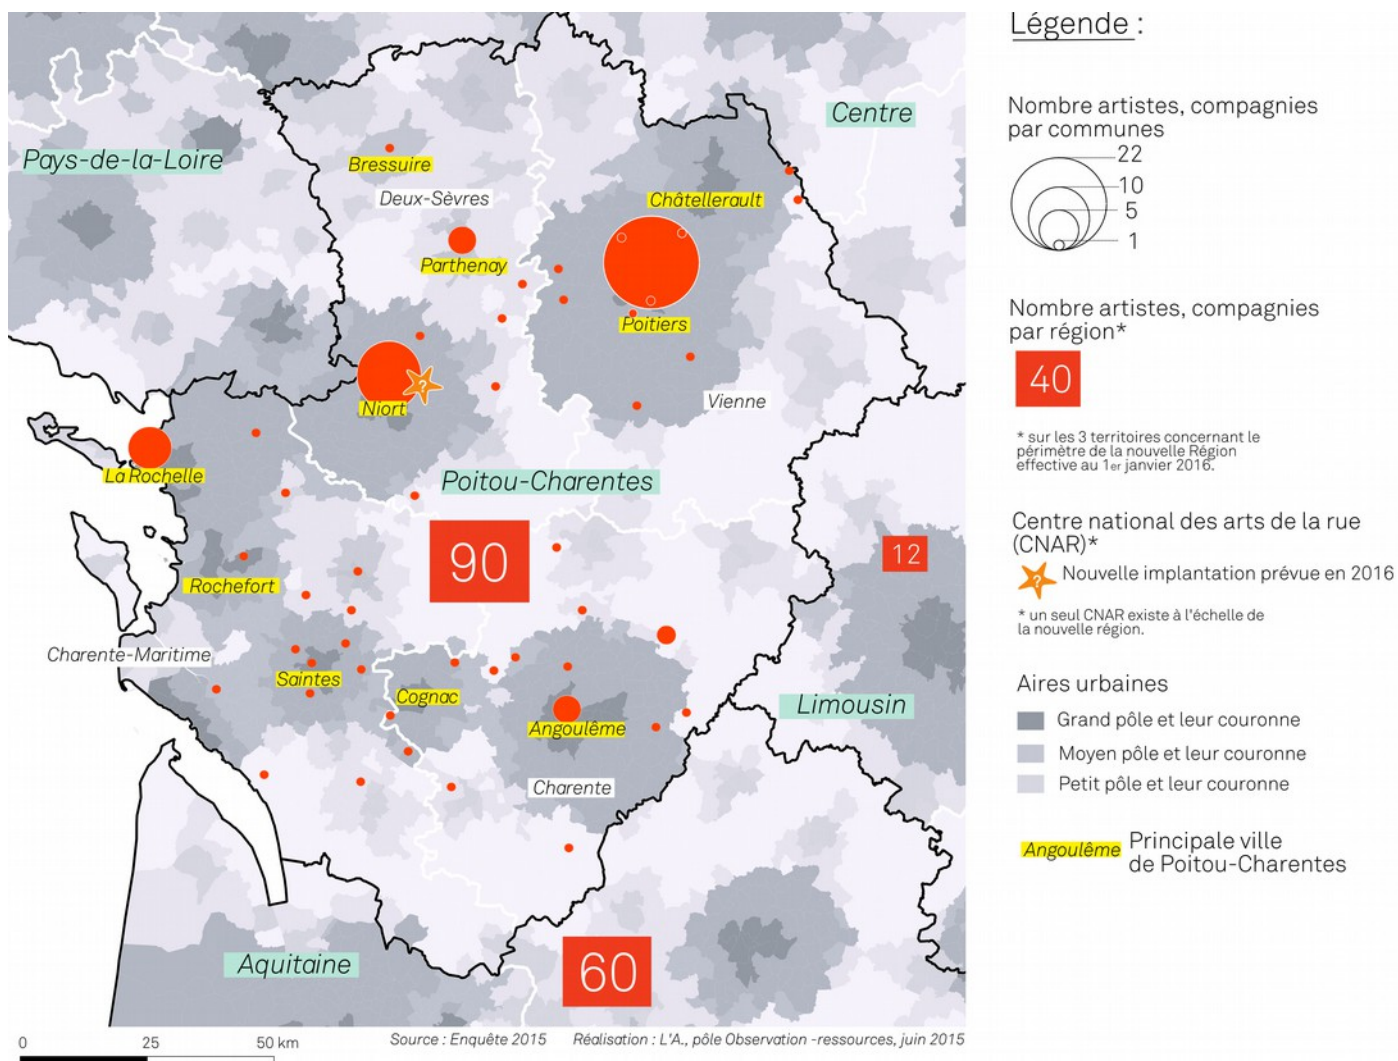 Pays-de-la-Loire
Centre
Bressuire
Deux-Sèvres
Châtellerault
Parthenay
Poitiers
Niort
?
Vienne
La Rochelle
Poitou-Charentes
90
12
Rochefort
Charente-Maritime
Saintes
Cognac
Limousin
Angoulême
Charente
Aquitaine
60
0 25 50 km
Source : Enquête 2015 Réalisation : L'A., pôle Observation -ressources, juin 2015
Légende :
Nombre artistes, compagnies
par communes
22
10
5
1
Nombre artistes, compagnies
par région*
40
* sur les 3 territoires concernant le
périmètre de la nouvelle Région
effective au 1er janvier 2016.
Centre national des arts de la rue
(CNAR)*
? Nouvelle implantation prévue en 2016
* un seul CNAR existe à l'échelle de
la nouvelle région.
Aires urbaines
Grand pôle et leur couronne
Moyen pôle et leur couronne
Petit pôle et leur couronne
Angoulême Principale ville
de Poitou-Charentes